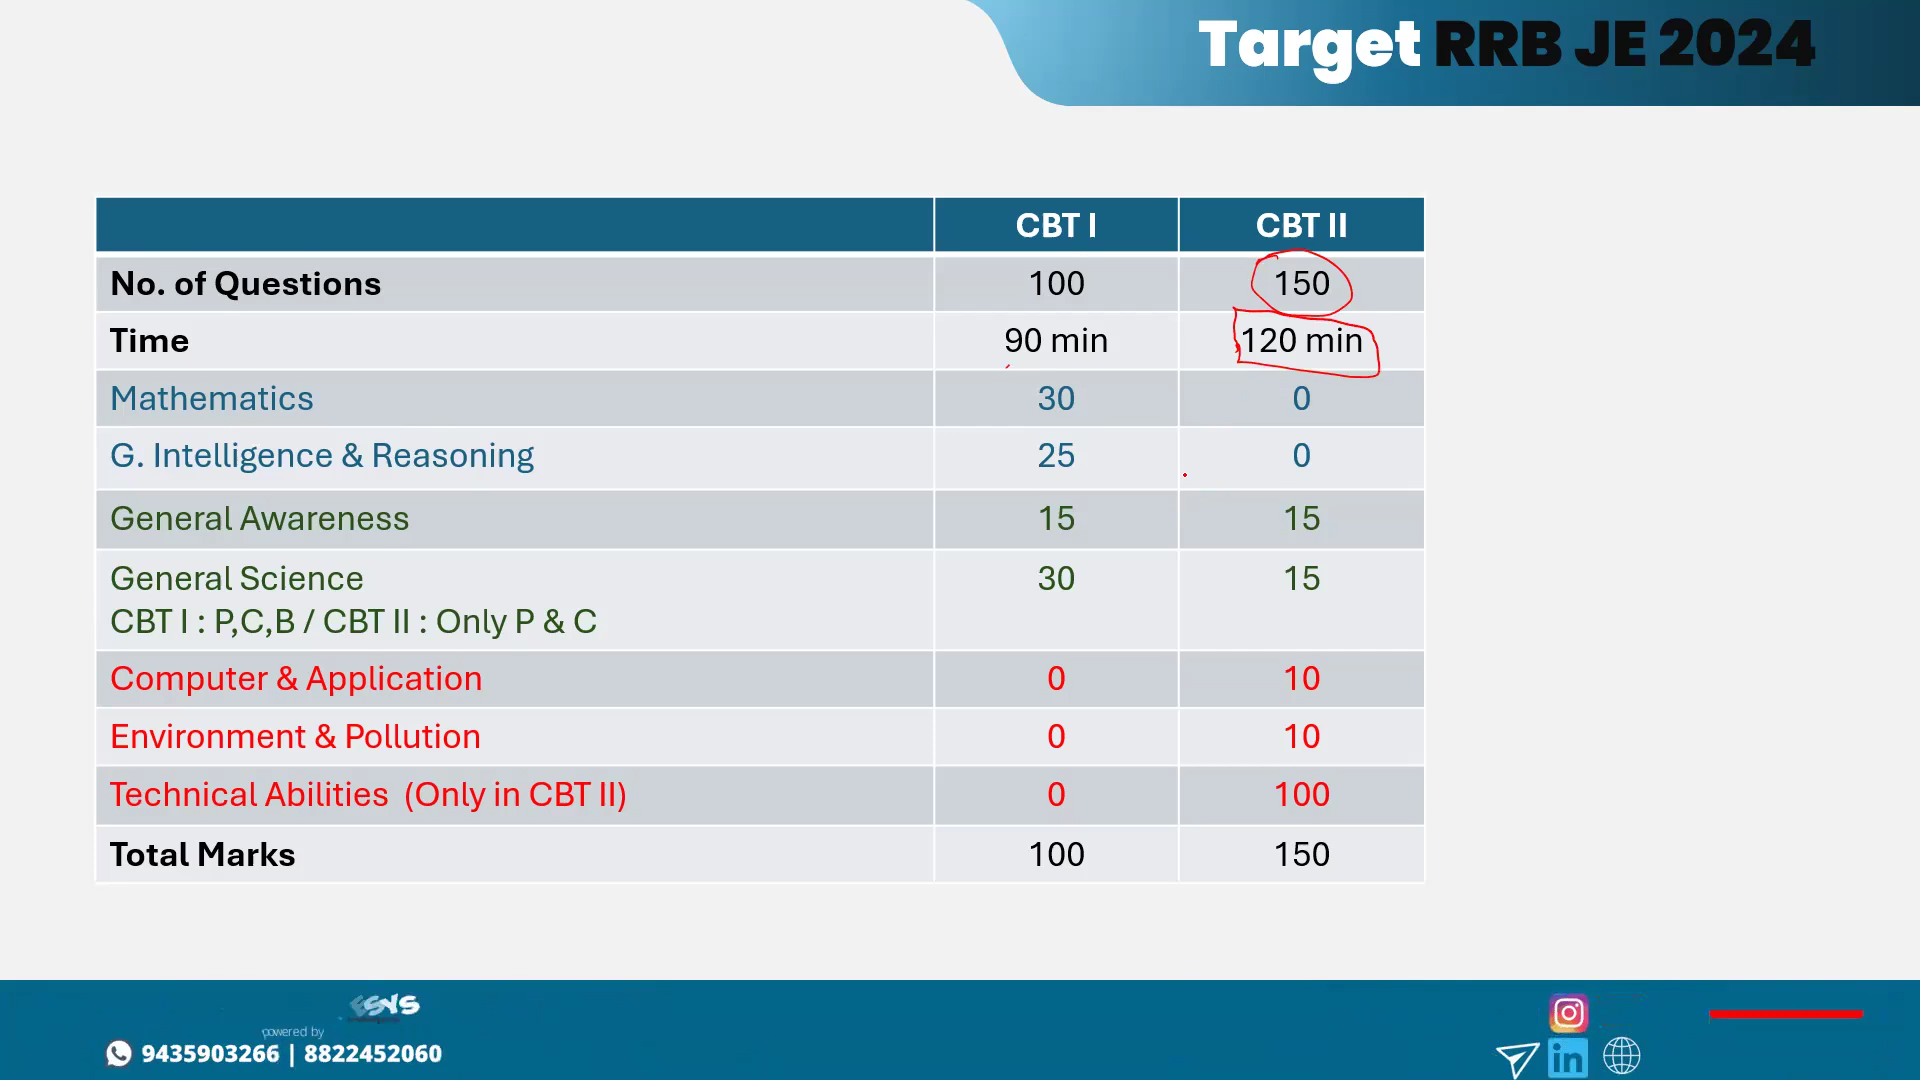 Target RRB JE 2024
CBT I CBT II
No. of Questions 100 150
Time 90 min 120 min
Mathematics 30 0
G. Intelligence & Reasoning 25 0
General Awareness 15 15
General Science 30 15
CBT I : P,C,B / CBT II : Only P & C
Computer & Application 0 10
Environment & Pollution 0 10
Technical Abilities (Only in CBT II) 0 100
Total Marks 100 150
ESYS
powered by
9435903266 | 8822452060
in